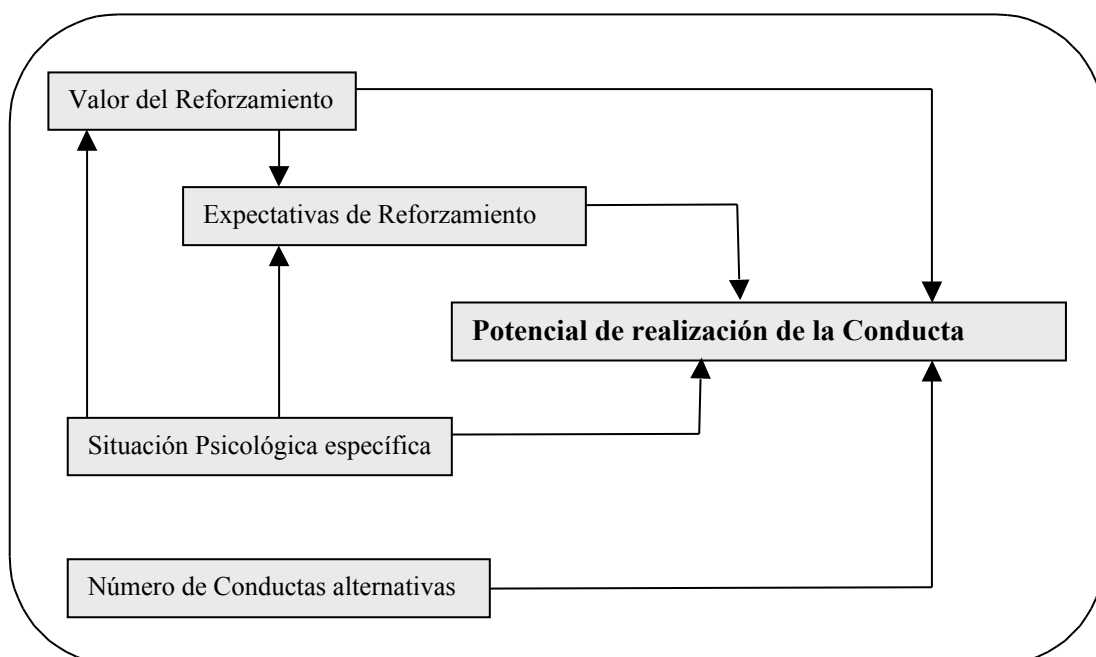 Valor del Reforzamiento
Expectativas de Reforzamiento
Potencial de realización de la Conducta
Situación Psicológica específica
Número de Conductas alternativas